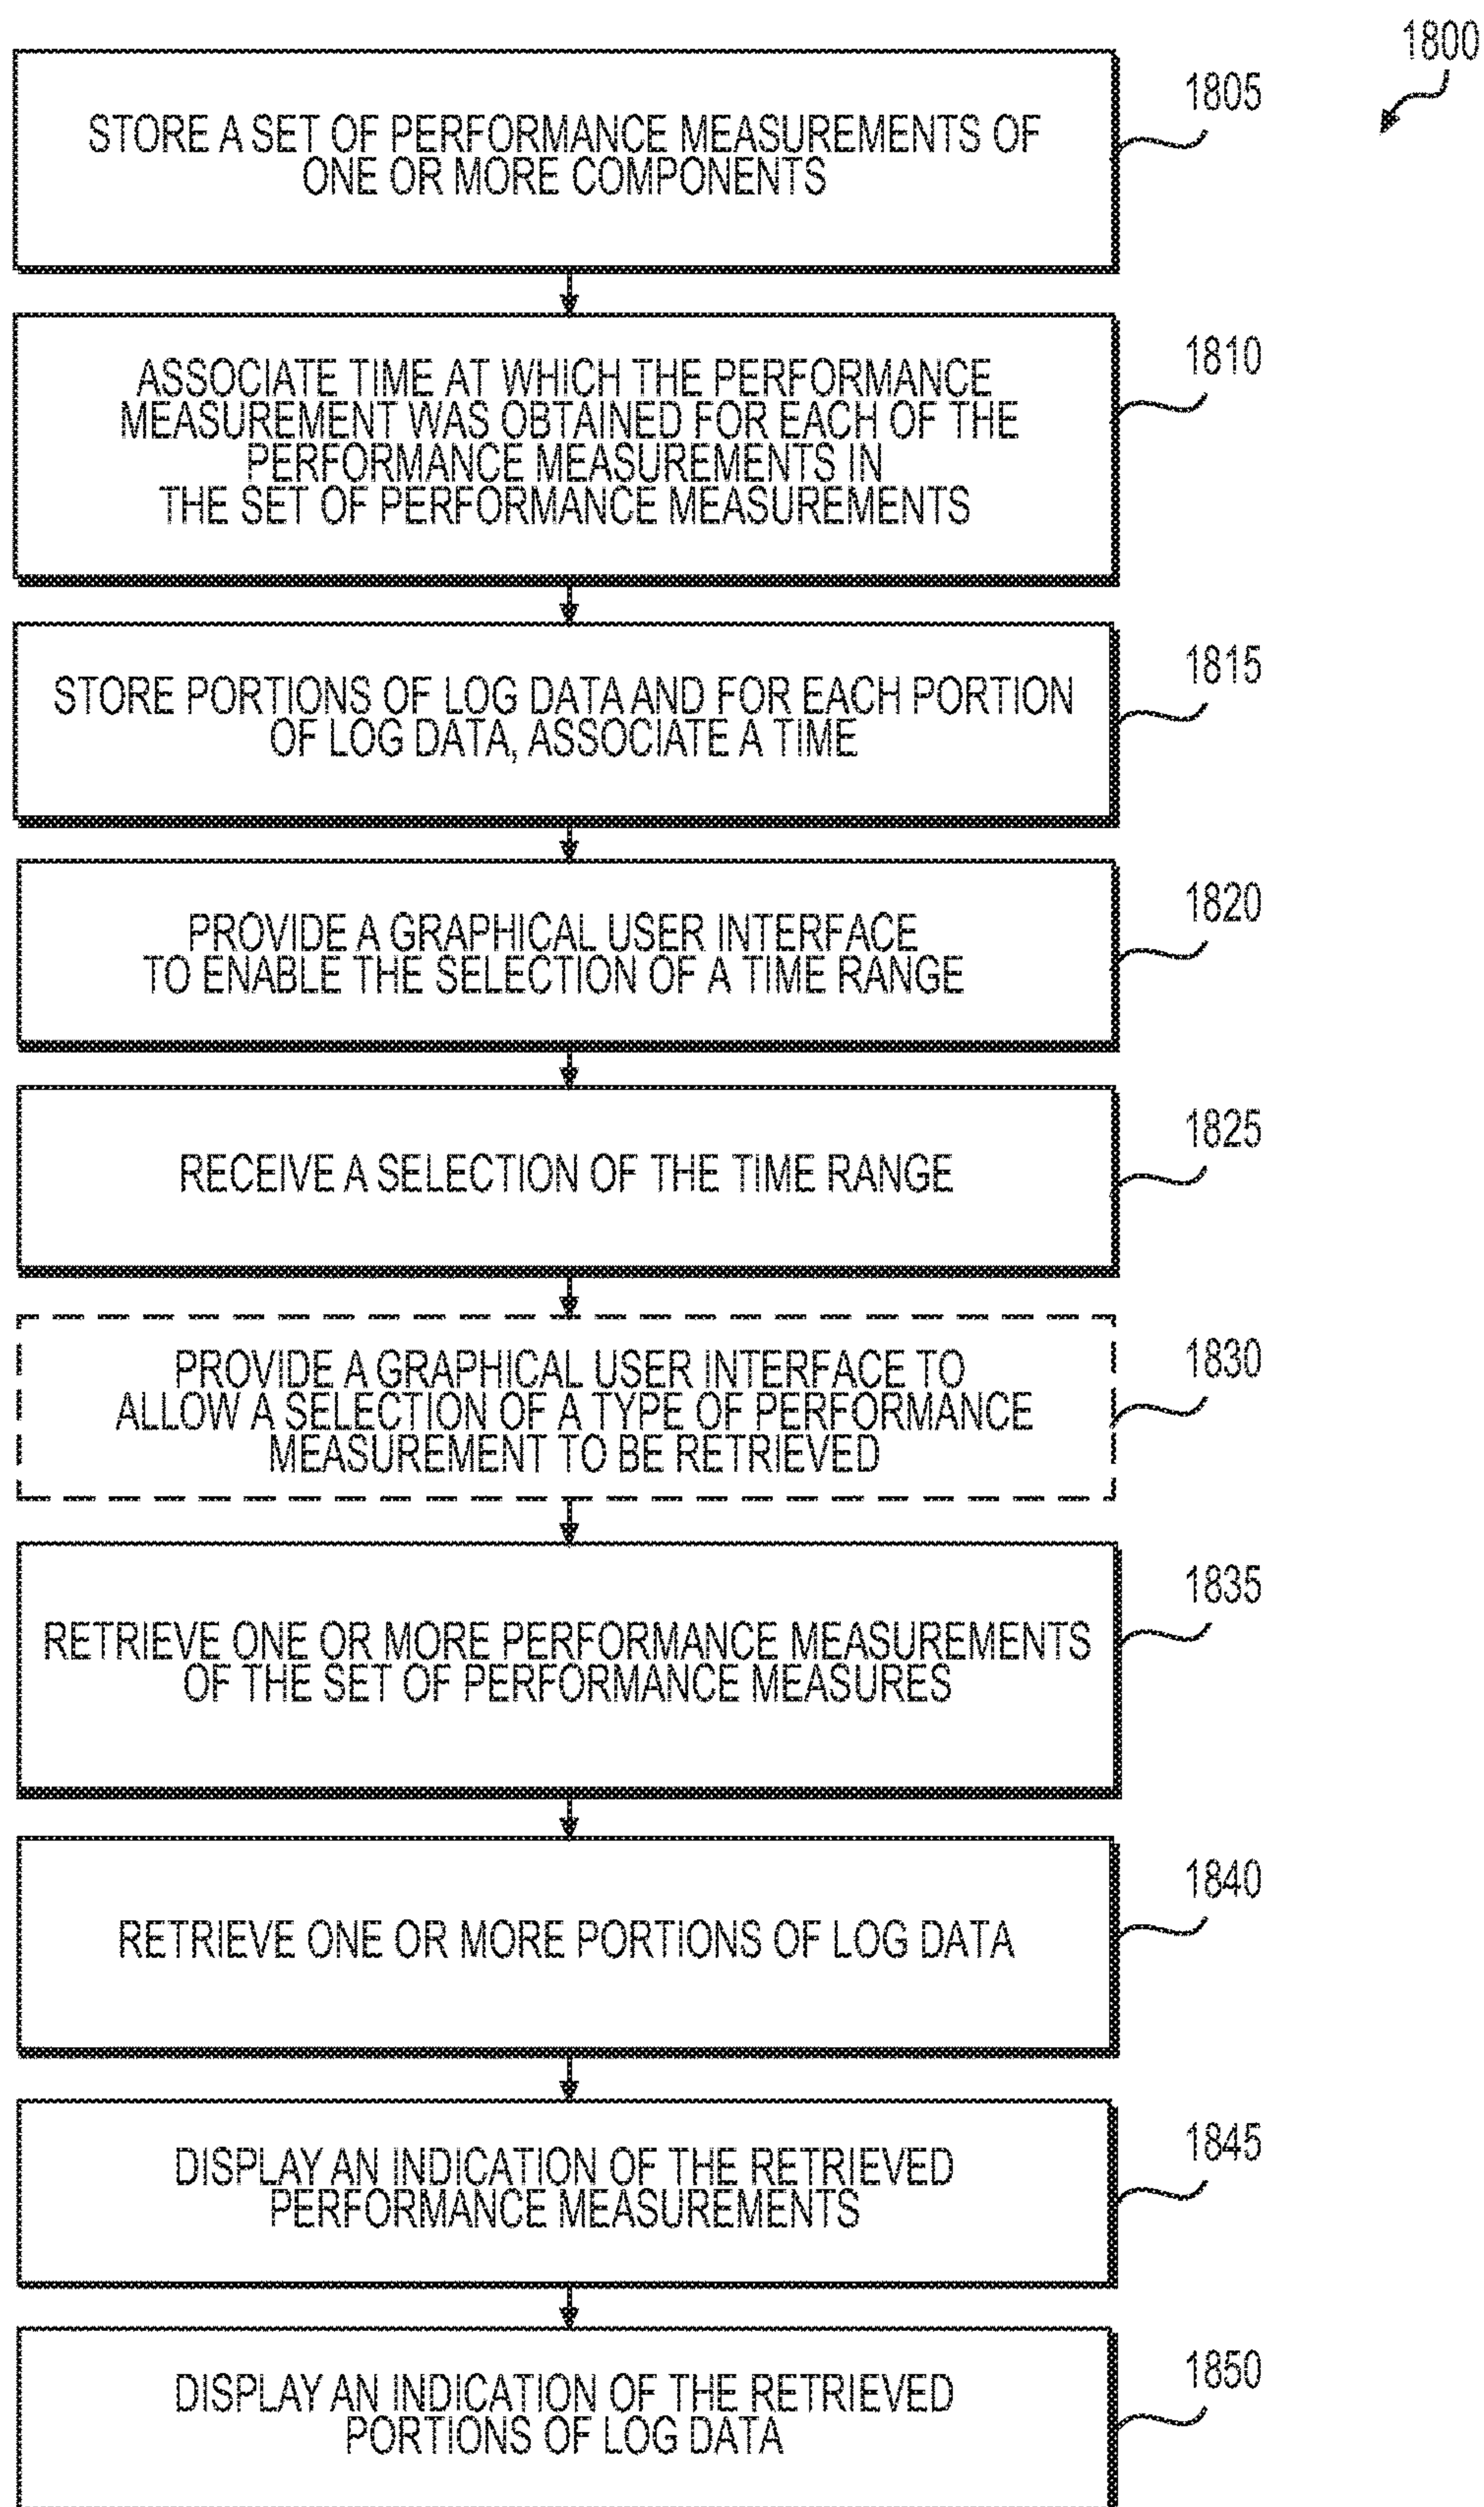 1800
1805
STORE A SET OF PERFORMANCE MEASUREMENTS OF
ONE OR MORE COMPONENTS
1810
ASSOCIATE TIME AT WHICH THE PERFORMANCE
MEASUREMENT WAS OBTAINED FOR EACH OF THE
PERFORMANCE MEASUREMENTS IN
THE SET OF PERFORMANCE MEASUREMENTS
1815
STORE PORTIONS OF LOG DATA AND FOR EACH PORTION
OF LOG DATA, ASSOCIATE A TIME
1820
PROVIDE A GRAPHICAL USER INTERFACE
TO ENABLE THE SELECTION OF A TIME RANGE
1825
RECEIVE A SELECTION OF THE TIME RANGE
1830
PROVIDE A GRAPHICAL USER INTERFACE TO
ALLOW A SELECTION OF A TYPE OF PERFORMANCE
MEASUREMENT TO BE RETRIEVED
1835
RETRIEVE ONE OR MORE PERFORMANCE MEASUREMENTS
OF THE SET OF PERFORMANCE MEASURES
1840
RETRIEVE ONE OR MORE PORTIONS OF LOG DATA
1845
DISPLAY AN INDICATION OF THE RETRIEVED
PERFORMANCE MEASUREMENTS
1850
DISPLAY AN INDICATION OF THE RETRIEVED
PORTIONS OF LOG DATA